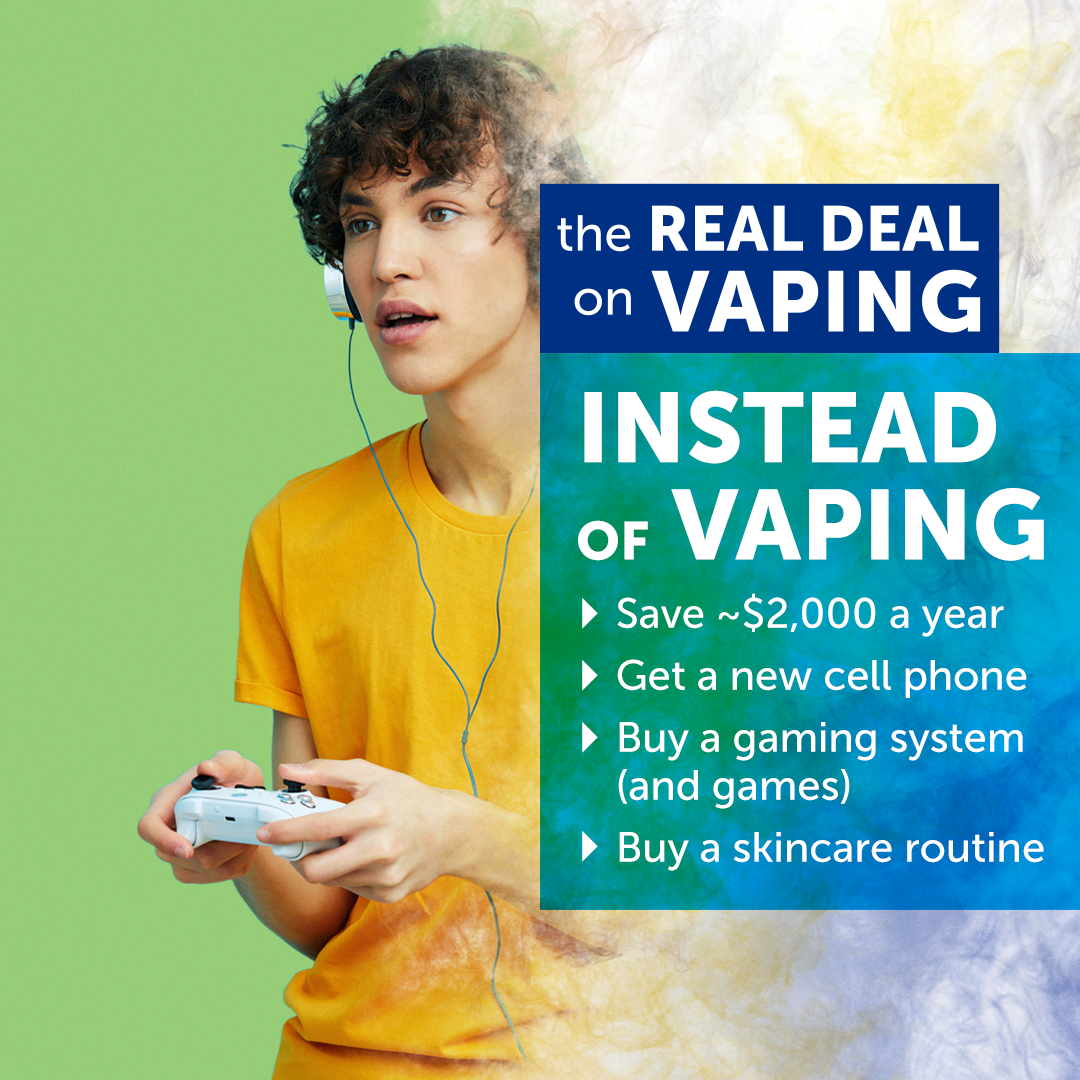 the REAL DEAL
on VAPING
INSTEAD
OF VAPING
Save ~$2,000 a year
Get a new cell phone
Buy a gaming system
(and games)
Buy a skincare routine